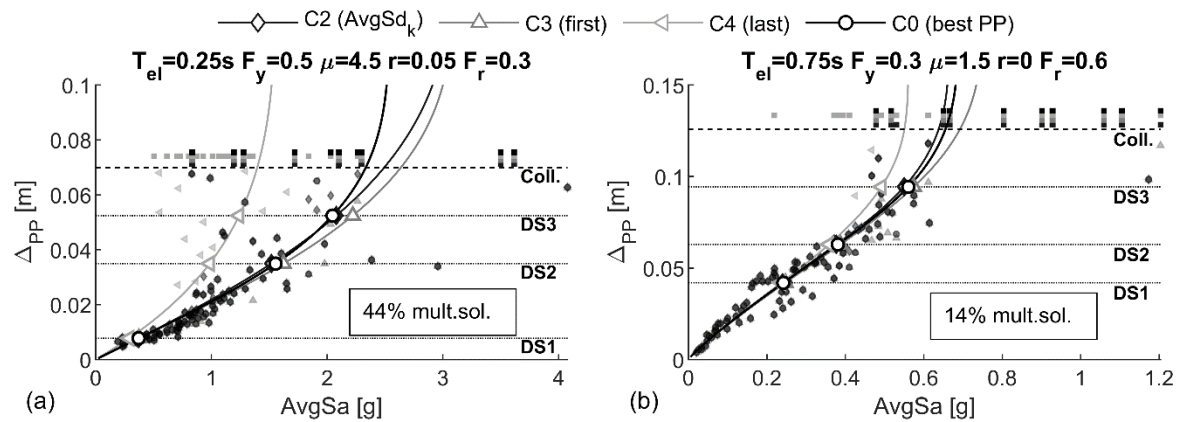 C2 (AvgSd_k) C3 (first) C4 (last) C0 (best PP)
T_el=0.25s F_y=0.5 μ=4.5 r=0.05 F_r=0.3
T_el=0.75s F_y=0.3 μ=1.5 r=0 F_r=0.6
0.1
0.08
0.06
0.04
0.02
0
Δ_PP [m]
Coll.
DS3
DS2
DS1
44% mult.sol.
0 1 2 3 4
AvgSa [g]
(a)
0.15
0.1
0.05
0
Δ_PP [m]
Coll.
DS3
DS2
DS1
14% mult.sol.
0 0.2 0.4 0.6 0.8 1 1.2
AvgSa [g]
(b)